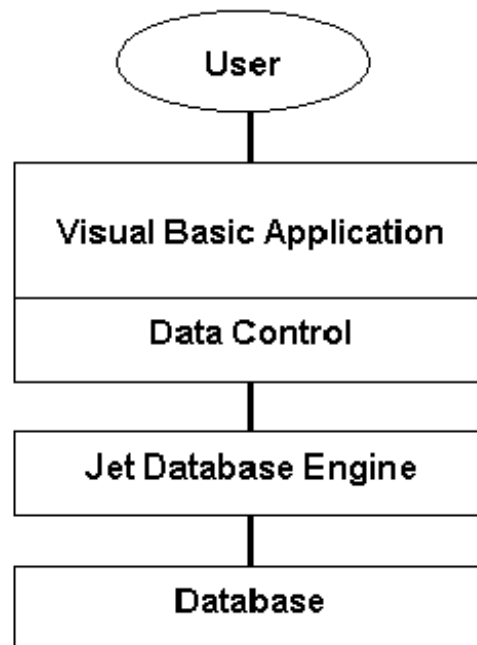 User
Visual Basic Application
Data Control
Jet Database Engine
Database